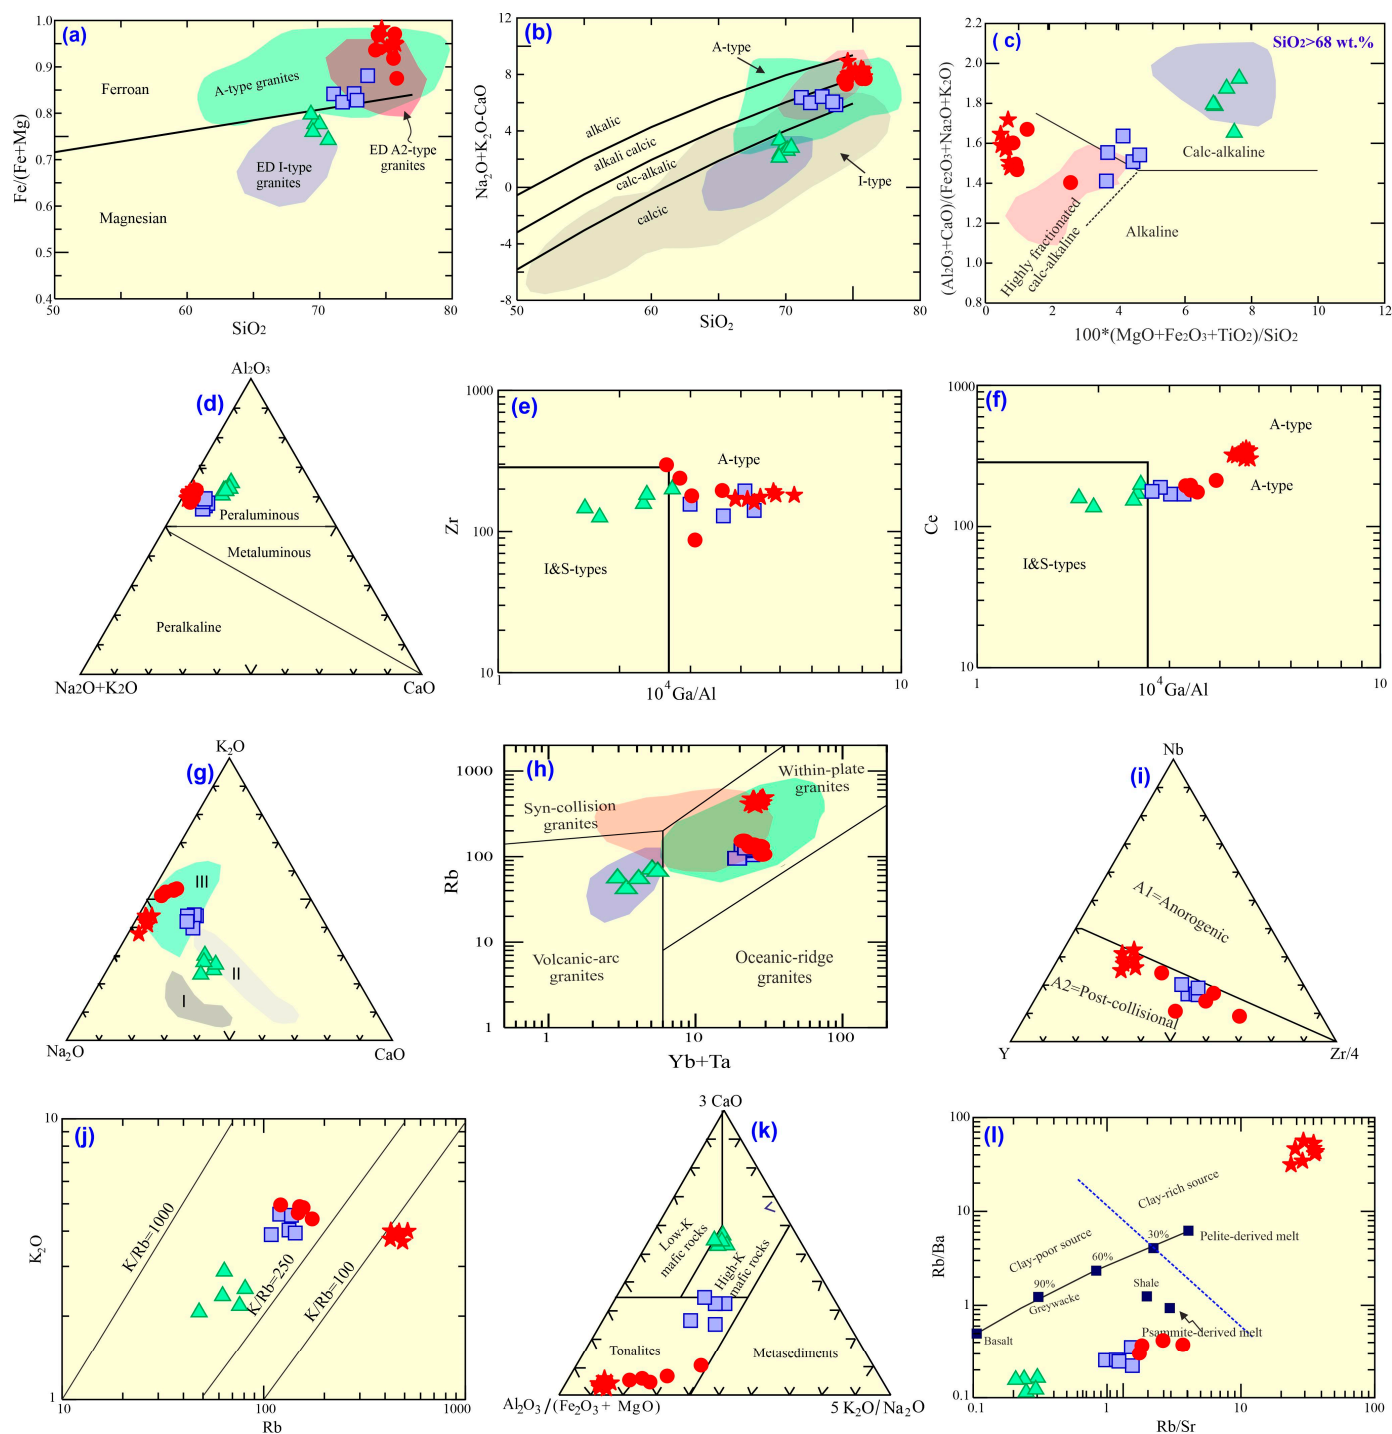 (a)
1.0
0.9
0.8
0.7
0.6
0.5
0.4
Fe/(Fe+Mg)
Ferroan
A-type granites
ED I-type
granites
ED A2-type
granites
Magnesian
50
60
70
80
SiO2
(b)
12
8
4
0
-4
-8
Na2O+K2O-CaO
A-type
alkalic
alkali calcic
calc-alkalic
calcic
I-type
50
60
70
80
SiO2
(c)
SiO2>68 wt.%
2.2
2.0
1.8
1.6
1.4
1.2
1.0
0.8
(Al2O3+CaO)/(Fe2O3+Na2O+K2O)
Calc-alkaline
Alkaline
Highly fractionated
calc-alkaline
0
2
4
6
8
10
12
100*(MgO+Fe2O3+TiO2)/SiO2
(d)
Al2O3
Peraluminous
Metaluminous
Peralkaline
Na2O+K2O
CaO
(e)
1000
100
10
Zr
A-type
I&S-types
1
10
10⁴Ga/Al
(f)
1000
100
10
Ce
A-type
A-type
I&S-types
1
10
10⁴Ga/Al
(g)
K2O
III
II
I
Na2O
CaO
(h)
1000
100
10
1
Rb
Syn-collision
granites
Within-plate
granites
Volcanic-arc
granites
Oceanic-ridge
granites
1
10
100
Yb+Ta
(i)
Nb
A1=Anorogenic
A2=Post-collisional
Y
Zr/4
(j)
10
1
K2O
K/Rb=1000
K/Rb=250
K/Rb=100
10
100
1000
Rb
(k)
3 CaO
Low-K
mafic rocks
High-K
mafic rocks
Tonalites
Metasediments
Al2O3/(Fe2O3+ MgO)
5 K2O/Na2O
(l)
100
10
1
0.1
Rb/Ba
Clay-rich source
Clay-poor source
30%
60%
90%
Pelite-derived melt
Shale
Greywacke
Psammite-derived melt
Basalt
0.1
1
10
100
Rb/Sr